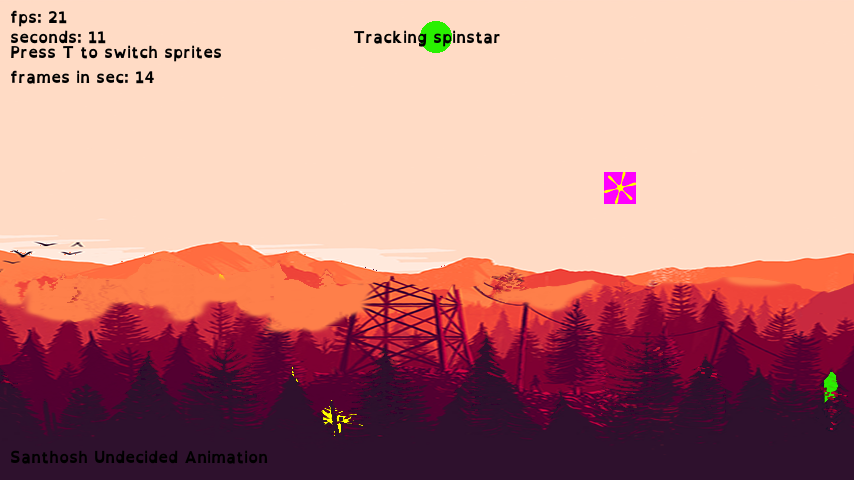 fps: 21
seconds: 11
Tracking spinstar
Press T to switch sprites
frames in sec: 14
Santhosh Undecided Animation